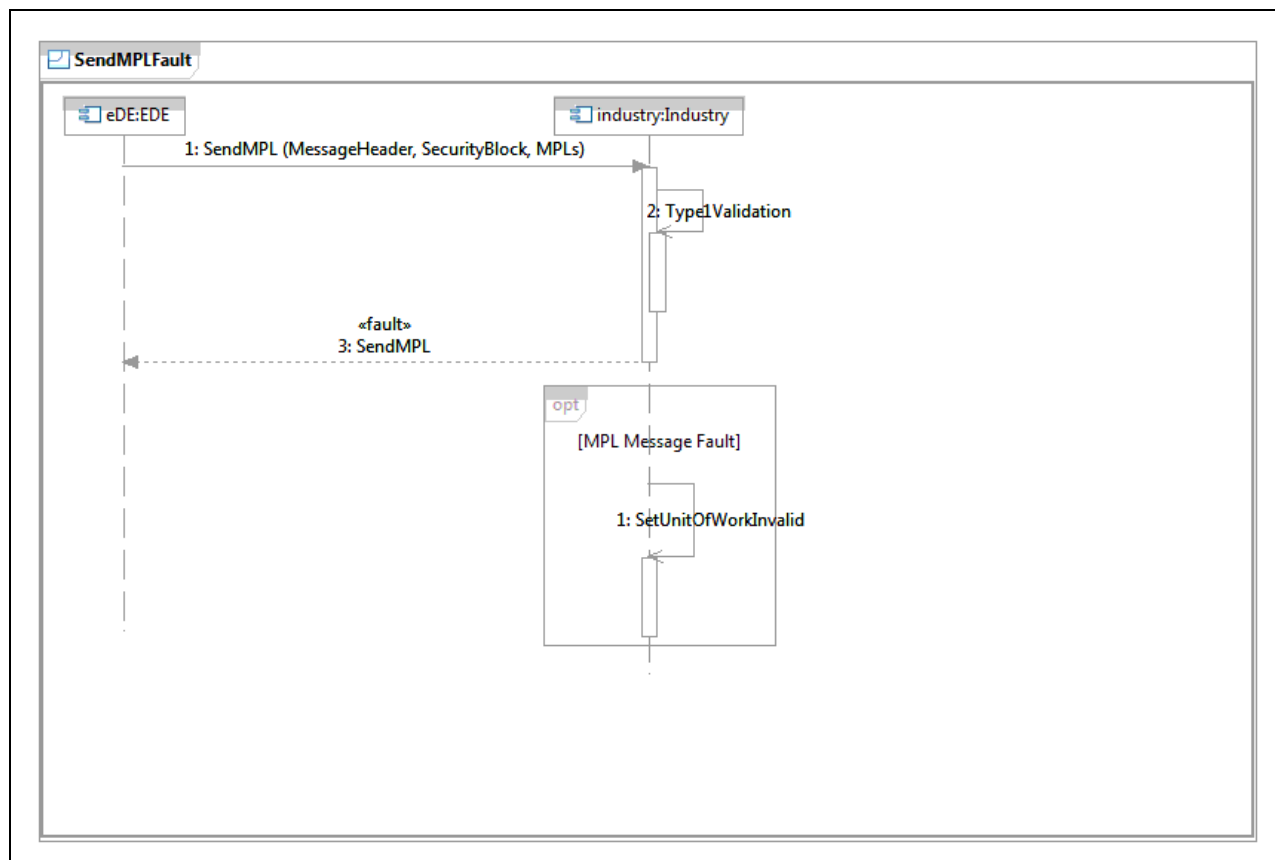 SendMPLFault
eDE:EDE
industry:Industry
1: SendMPL (MessageHeader, SecurityBlock, MPLs)
2: Type1Validation
«fault»
3: SendMPL
opt
[MPL Message Fault]
1: SetUnitOfWorkInvalid